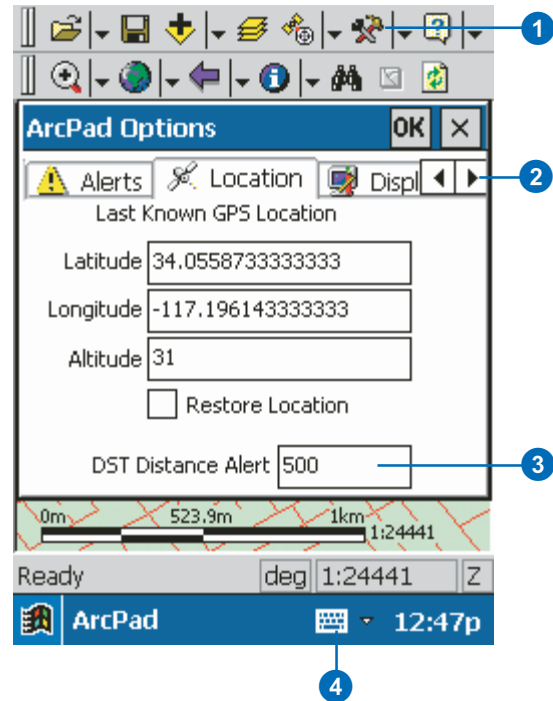 1
ArcPad Options OK
Alerts Location Displ 2
Last Known GPS Location
Latitude 34.0558733333333
Longitude -117.196143333333
Altitude 31
Restore Location
DST Distance Alert 500 3
0m 523.9m 1km
1:24441
Ready deg 1:24441 Z
ArcPad 12:47p
4